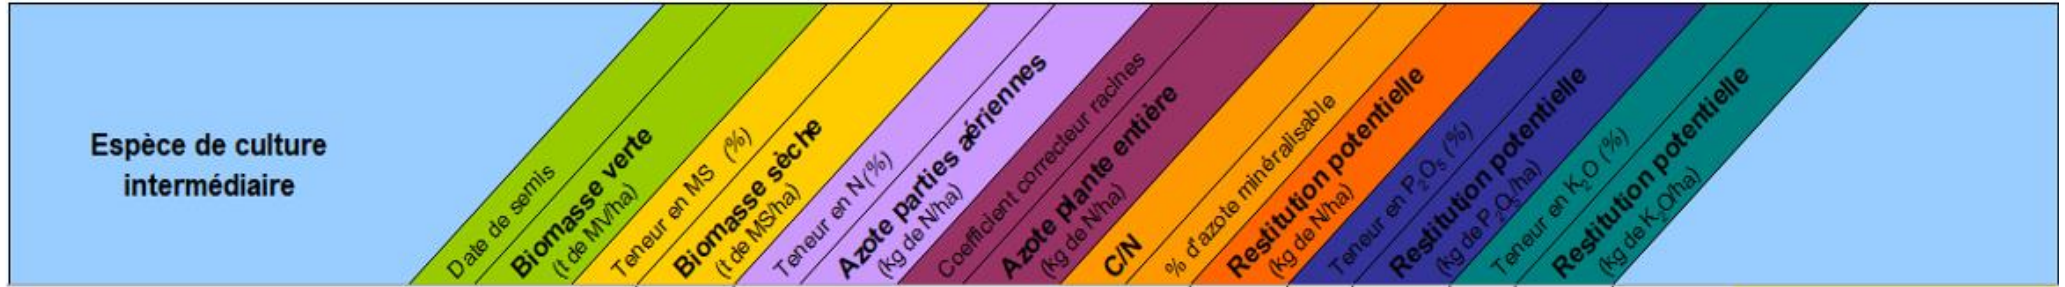 Espèce de culture
intermédiaire
Date de semis
Biomasse verte
(t de MV/ha)
Teneur en MS (%)
Biomasse sèche
(t de MS/ha)
Teneur en N (%)
Azote parties aériennes
(kg de N/ha)
Coefficient correcteur racines
Azote plante entière
(kg de N/ha)
C/N
% d'azote minéralisable
Restitution potentielle
(kg de N/ha)
Teneur en P₂O₅ (%)
Restitution potentielle
(kg de P₂O₅/ha)
Teneur en K₂O (%)
Restitution potentielle
(kg de K₂O/ha)